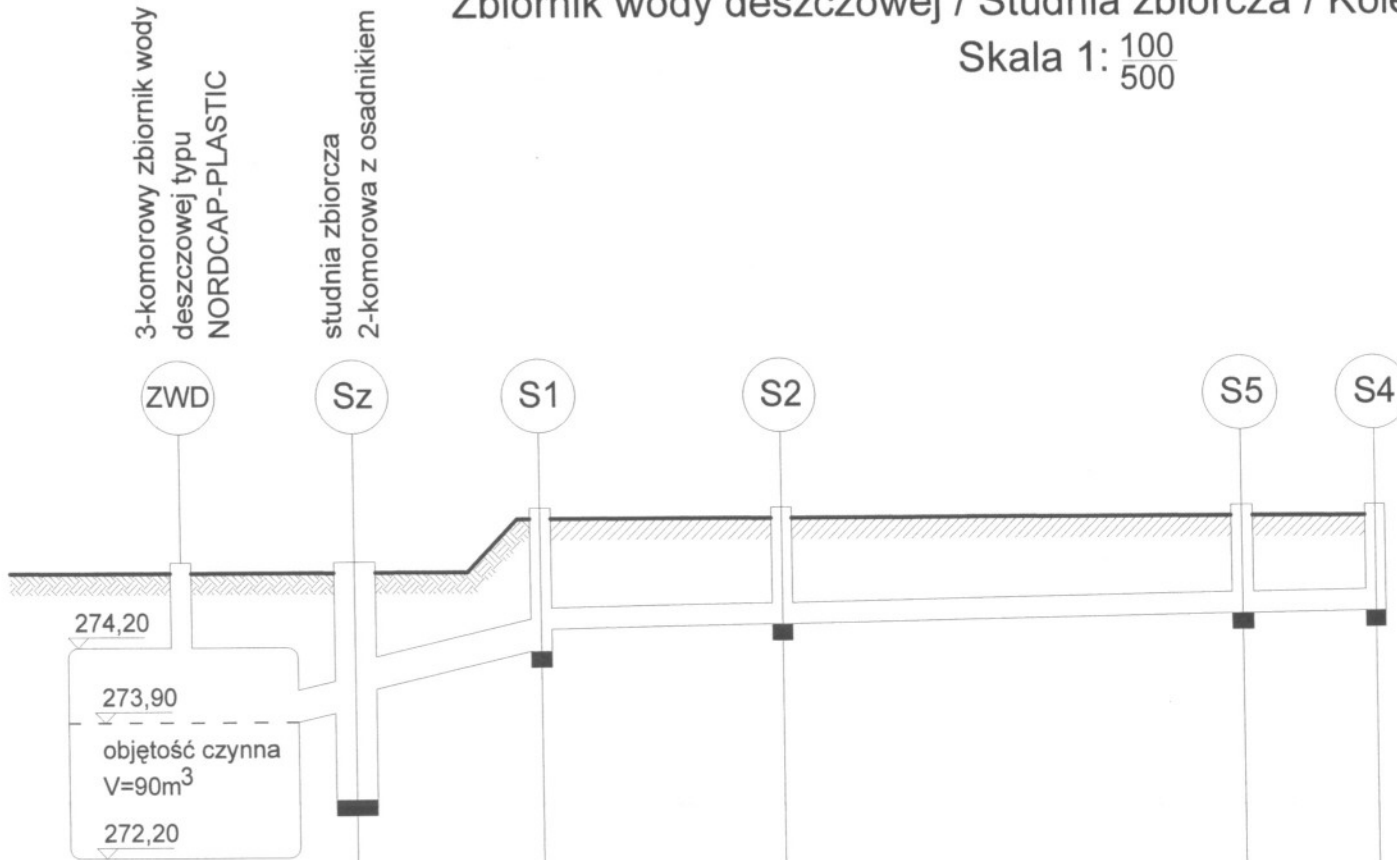 Zbiornik wody deszczowej / Studnia zbiorcza /
Skala 1: 100
500
3-komorowy zbiornik wody
deszczowej typu
NORDCAP-PLASTIC
studnia zbiorcza
2-komorowa z osadnikiem
ZWD
Sz
S1
S2
S5
S4
274,20
273,90
objętość czynna
V=90m³
272,20